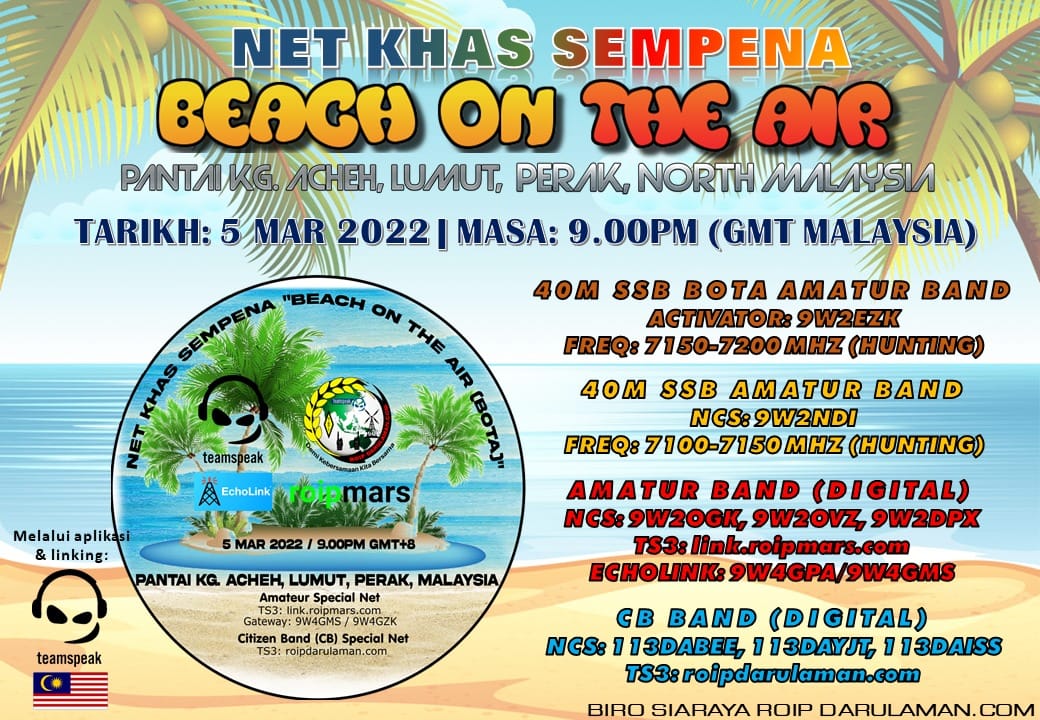 NET KHAS SEMPENA
BEACH ON THE AIR
PANTAI KG. ACHEH, LUMUT, PERAK, NORTH MALAYSIA
TARIKH: 5 MAR 2022 | MASA: 9.00PM (GMT MALAYSIA)
NET KHAS SEMPENA "BEACH ON THE AIR (BOTA)"
teamspeak
Teamspeak
Demi Kebersamaan Kita Bersama
EchoLink
roipmars
5 MAR 2022 / 9.00PM GMT+8
PANTAI KG. ACHEH, LUMUT, PERAK, MALAYSIA
Amateur Special Net
TS3: link.roipmars.com
Gateway: 9W4GMS / 9W4GZK
Citizen Band (CB) Special Net
TS3: roipdarulaman.com
Melalui aplikasi
& linking:
teamspeak
40M SSB BOTA AMATUR BAND
ACTIVATOR: 9W2EZK
FREQ: 7150-7200 MHZ (HUNTING)
40M SSB AMATUR BAND
NCS: 9W2NDI
FREQ: 7100-7150 MHZ (HUNTING)
AMATUR BAND (DIGITAL)
NCS: 9W2OGK, 9W2OVZ, 9W2DPX
TS3: link.roipmars.com
ECHOLINK: 9W4GPA/9W4GMS
CB BAND (DIGITAL)
NCS: 113DABEE, 113DAYJT, 113DAISS
TS3: roipdarulaman.com
BIRO SIARAYA ROIP DARULAMAN.COM